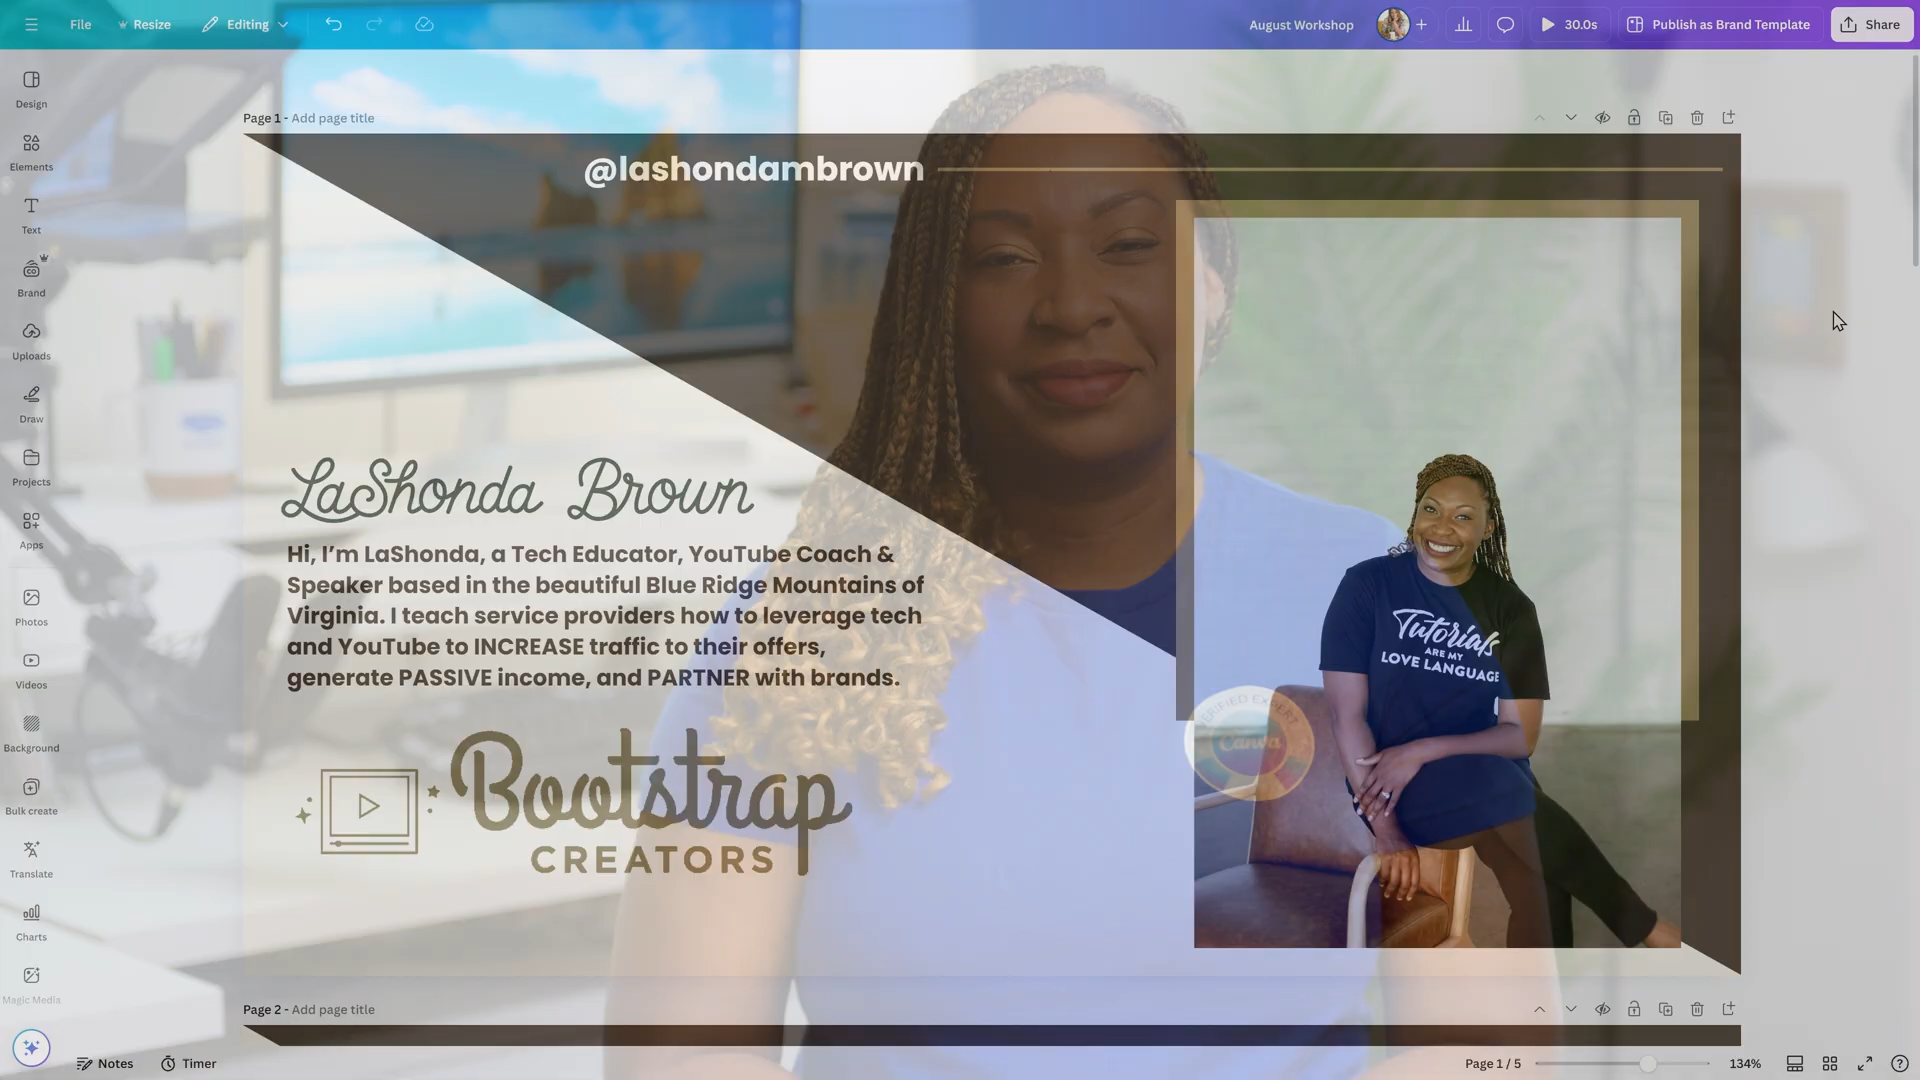 File
Resize
Editing
August Workshop
30.0s
Publish as Brand Template
Share
Design
Elements
Text
Brand
Uploads
Draw
Projects
Apps
Photos
Videos
Background
Bulk create
Translate
Charts
Magic Media
Page 1 - Add page title
@lashondambrown
LaShonda Brown
Hi, I’m LaShonda, a Tech Educator, YouTube Coach &
Speaker based in the beautiful Blue Ridge Mountains of
Virginia. I teach service providers how to leverage tech
and YouTube to INCREASE traffic to their offers,
generate PASSIVE income, and PARTNER with brands.
Bootstrap
CREATORS
Tutorials
ARE MY
LOVE LANGUAGE
VERIFIED EXPERT
Canva
Page 2 - Add page title
Notes
Timer
Page 1 / 5
134%